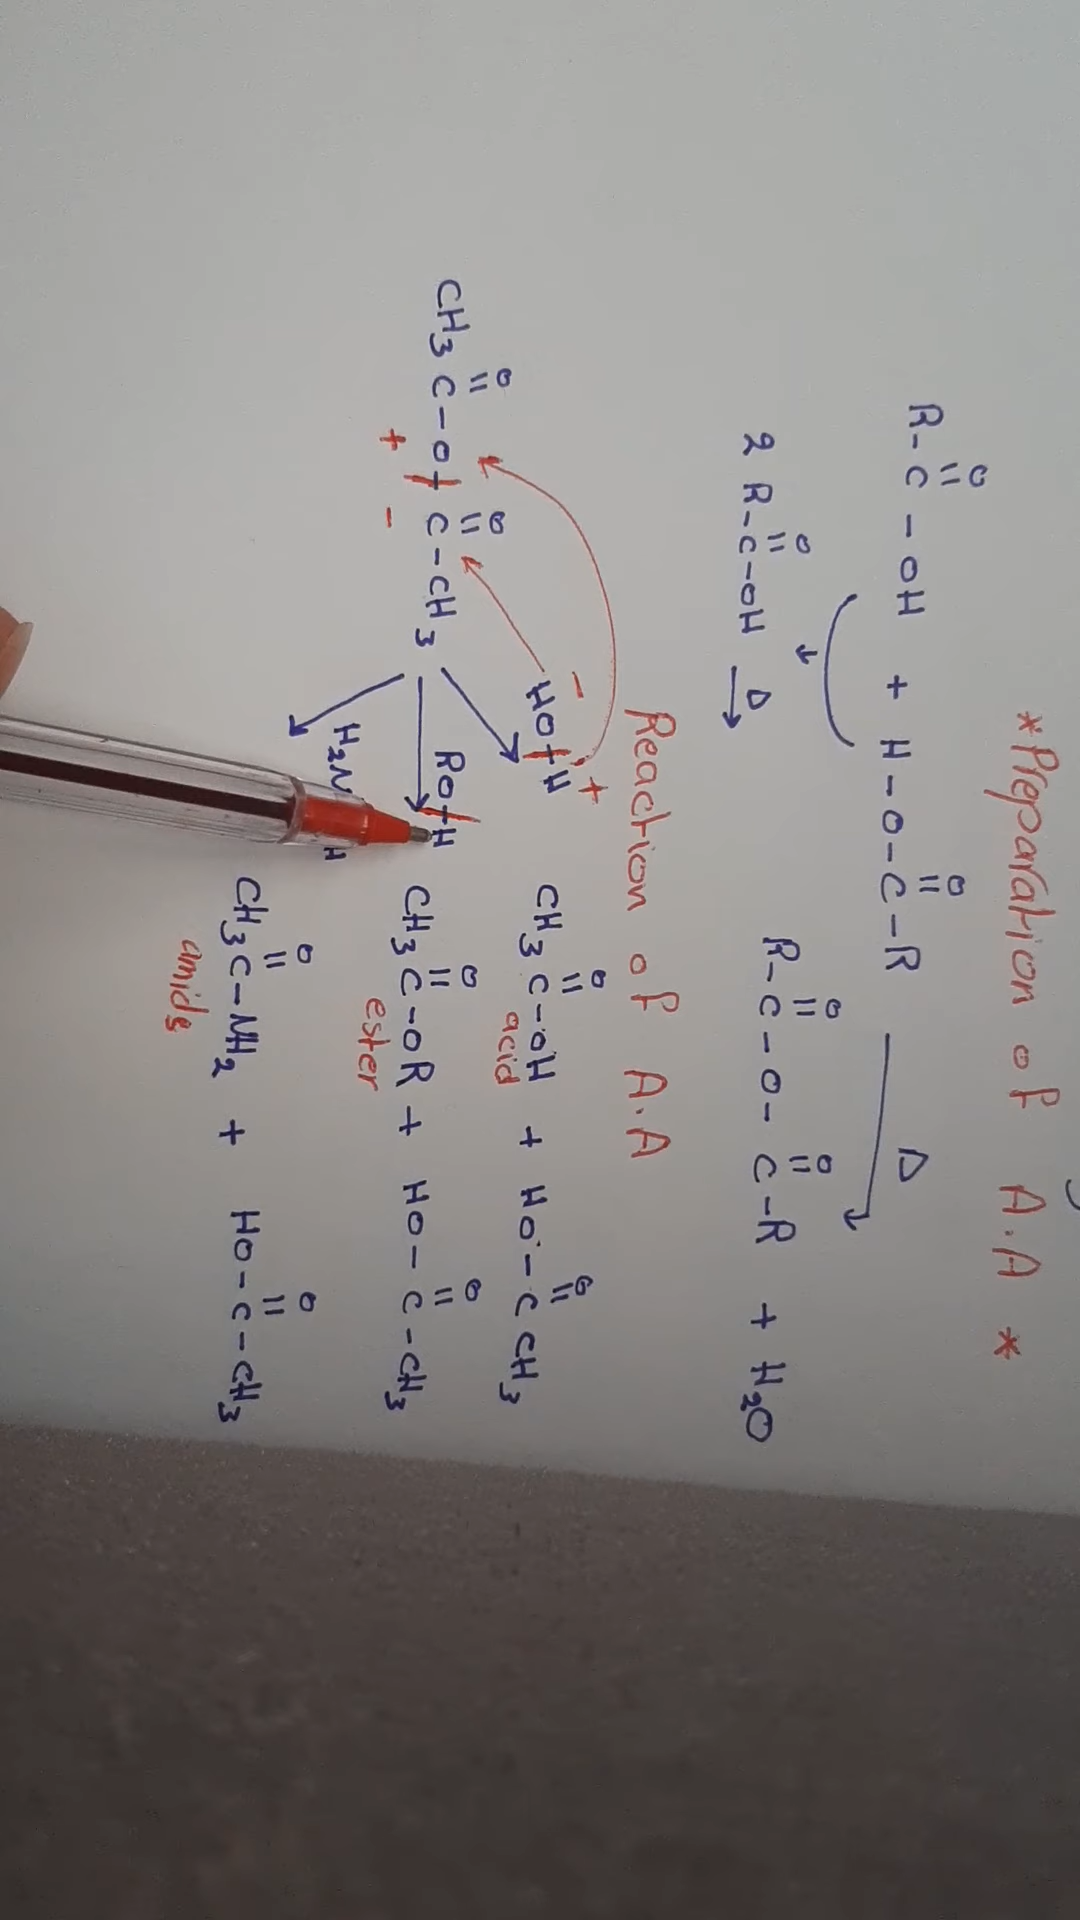 *Preparation of A.A *
O O
R-C-OH + H-O-C-R Δ
O O O
2 R-C-OH Δ R-C-O-C-R + H2O
Reaction of A.A
- +
HO H CH3C-OH + HO-C CH3
O O
acid
O O
CH3 C-O C-CH3 RO H CH3C-OR + HO-C-CH3
O O
+ - ester
H2N H CH3C-NH2 + HO-C-CH3
O O
amide